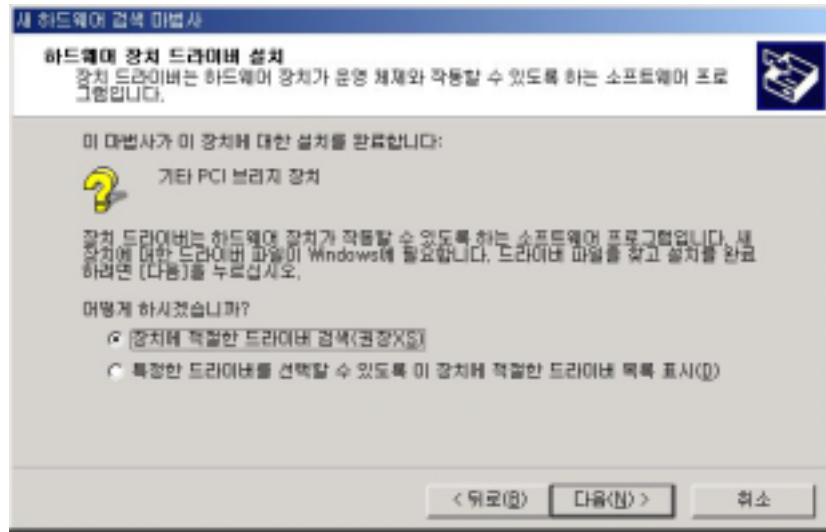 새 하드웨어 검색 마법사
하드웨어 장치 드라이버 설치
장치 드라이버는 하드웨어 장치가 운영 체제와 작동할 수 있도록 하는 소프트웨어 프로
그램입니다.
이 마법사가 이 장치에 대한 설치를 완료합니다:
기타 PCI 브리지 장치
장치 드라이버는 하드웨어 장치가 작동할 수 있도록 하는 소프트웨어 프로그램입니다. 새
장치에 대한 드라이버 파일이 Windows에 필요합니다. 드라이버 파일을 찾고 설치를 완료
하려면 [다음]을 누르십시오.
어떻게 하시겠습니까?
장치에 적절한 드라이버 검색(권장)(S)
특정한 드라이버를 선택할 수 있도록 이 장치에 적절한 드라이버 목록 표시(D)
< 뒤로(B) 다음(N) > 취소